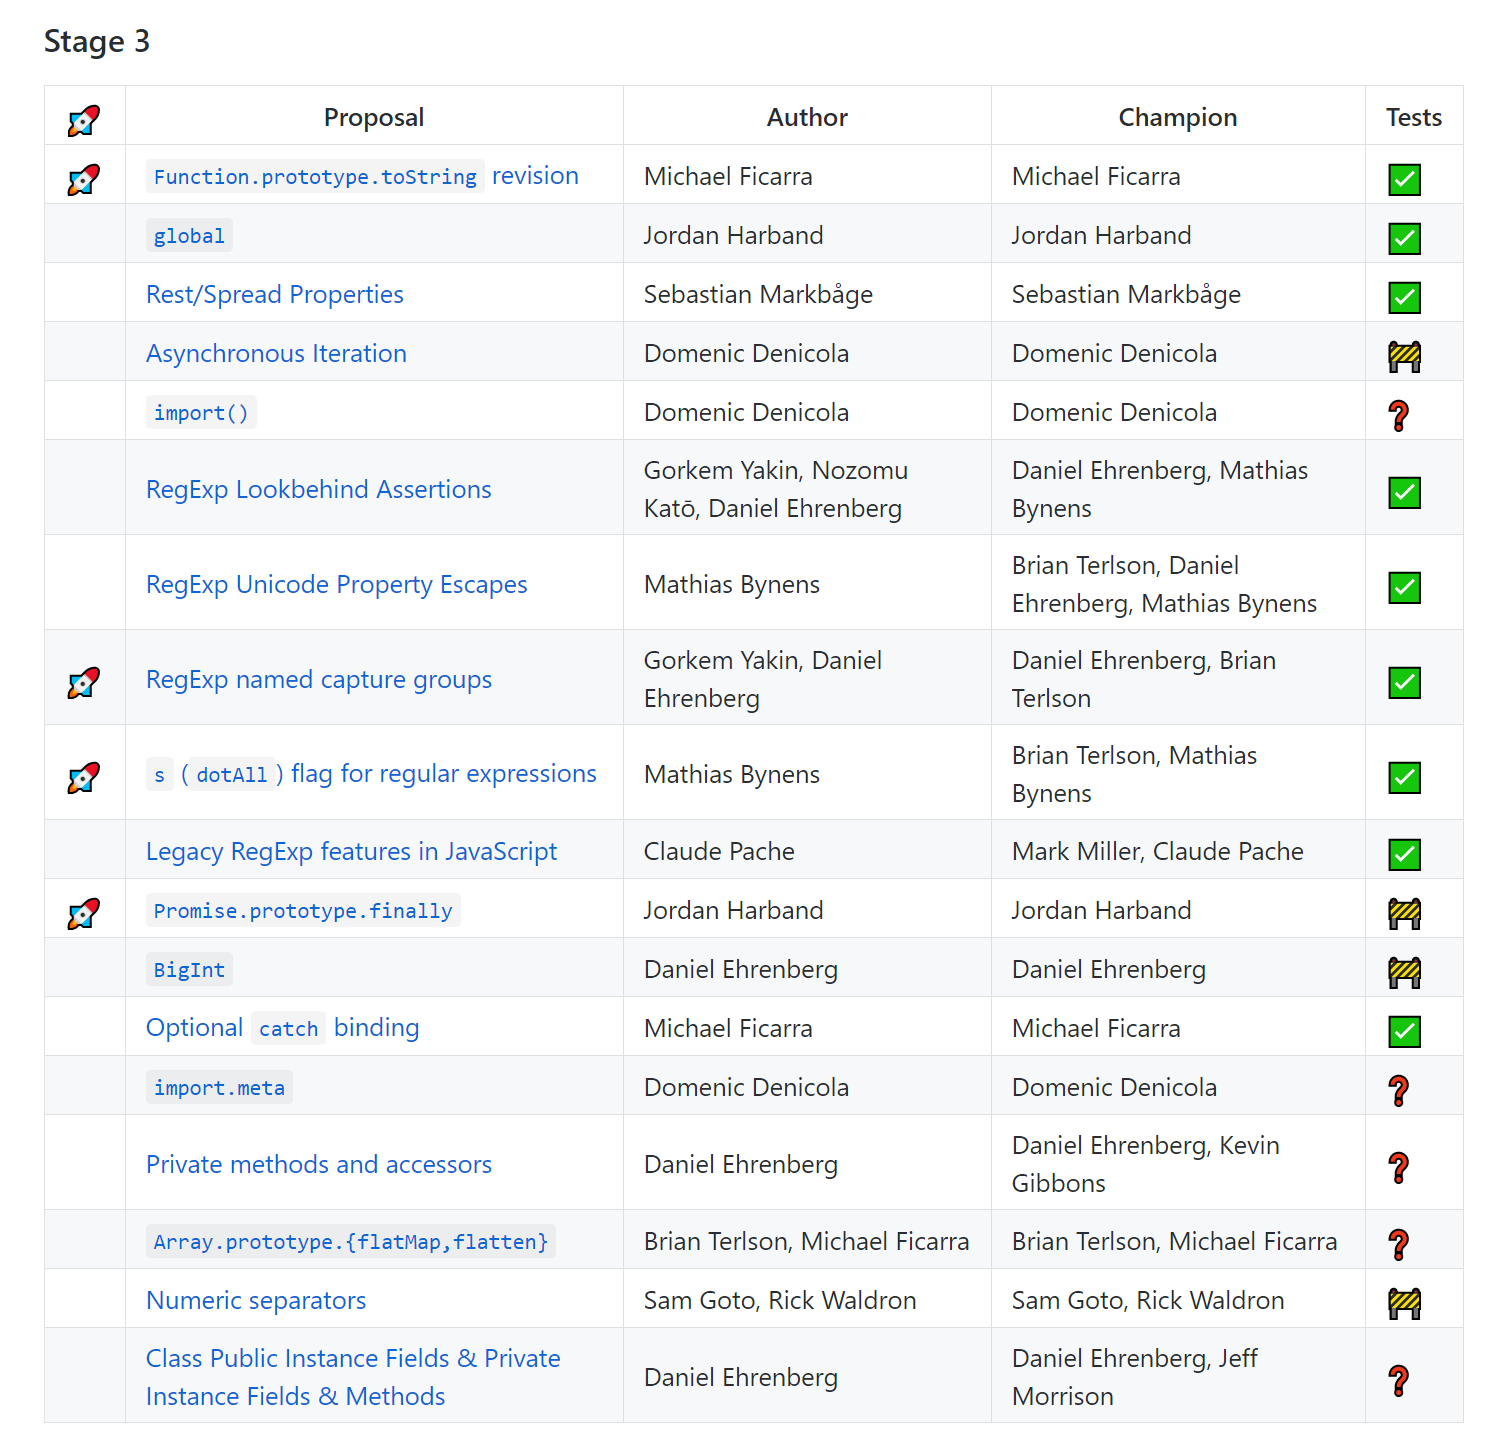 Stage 3
🚀 Proposal Author Champion Tests
🚀 Function.prototype.toString revision Michael Ficarra Michael Ficarra ✅
global Jordan Harband Jordan Harband ✅
Rest/Spread Properties Sebastian Markbåge Sebastian Markbåge ✅
Asynchronous Iteration Domenic Denicola Domenic Denicola 🚧
import() Domenic Denicola Domenic Denicola ❓
RegExp Lookbehind Assertions
Gorkem Yakin, Nozomu
Katō, Daniel Ehrenberg
Daniel Ehrenberg, Mathias
Bynens
✅
RegExp Unicode Property Escapes
Mathias Bynens
Brian Terlson, Daniel
Ehrenberg, Mathias Bynens
✅
🚀 RegExp named capture groups
Gorkem Yakin, Daniel
Ehrenberg
Daniel Ehrenberg, Brian
Terlson
✅
🚀 s (dotAll) flag for regular expressions
Mathias Bynens
Brian Terlson, Mathias
Bynens
✅
Legacy RegExp features in JavaScript Claude Pache Mark Miller, Claude Pache ✅
🚀 Promise.prototype.finally Jordan Harband Jordan Harband 🚧
BigInt Daniel Ehrenberg Daniel Ehrenberg 🚧
Optional catch binding Michael Ficarra Michael Ficarra ✅
import.meta Domenic Denicola Domenic Denicola ❓
Private methods and accessors
Daniel Ehrenberg
Daniel Ehrenberg, Kevin
Gibbons
❓
Array.prototype.{flatMap,flatten} Brian Terlson, Michael Ficarra Brian Terlson, Michael Ficarra ❓
Numeric separators Sam Goto, Rick Waldron Sam Goto, Rick Waldron 🚧
Class Public Instance Fields & Private
Instance Fields & Methods
Daniel Ehrenberg
Daniel Ehrenberg, Jeff
Morrison
❓